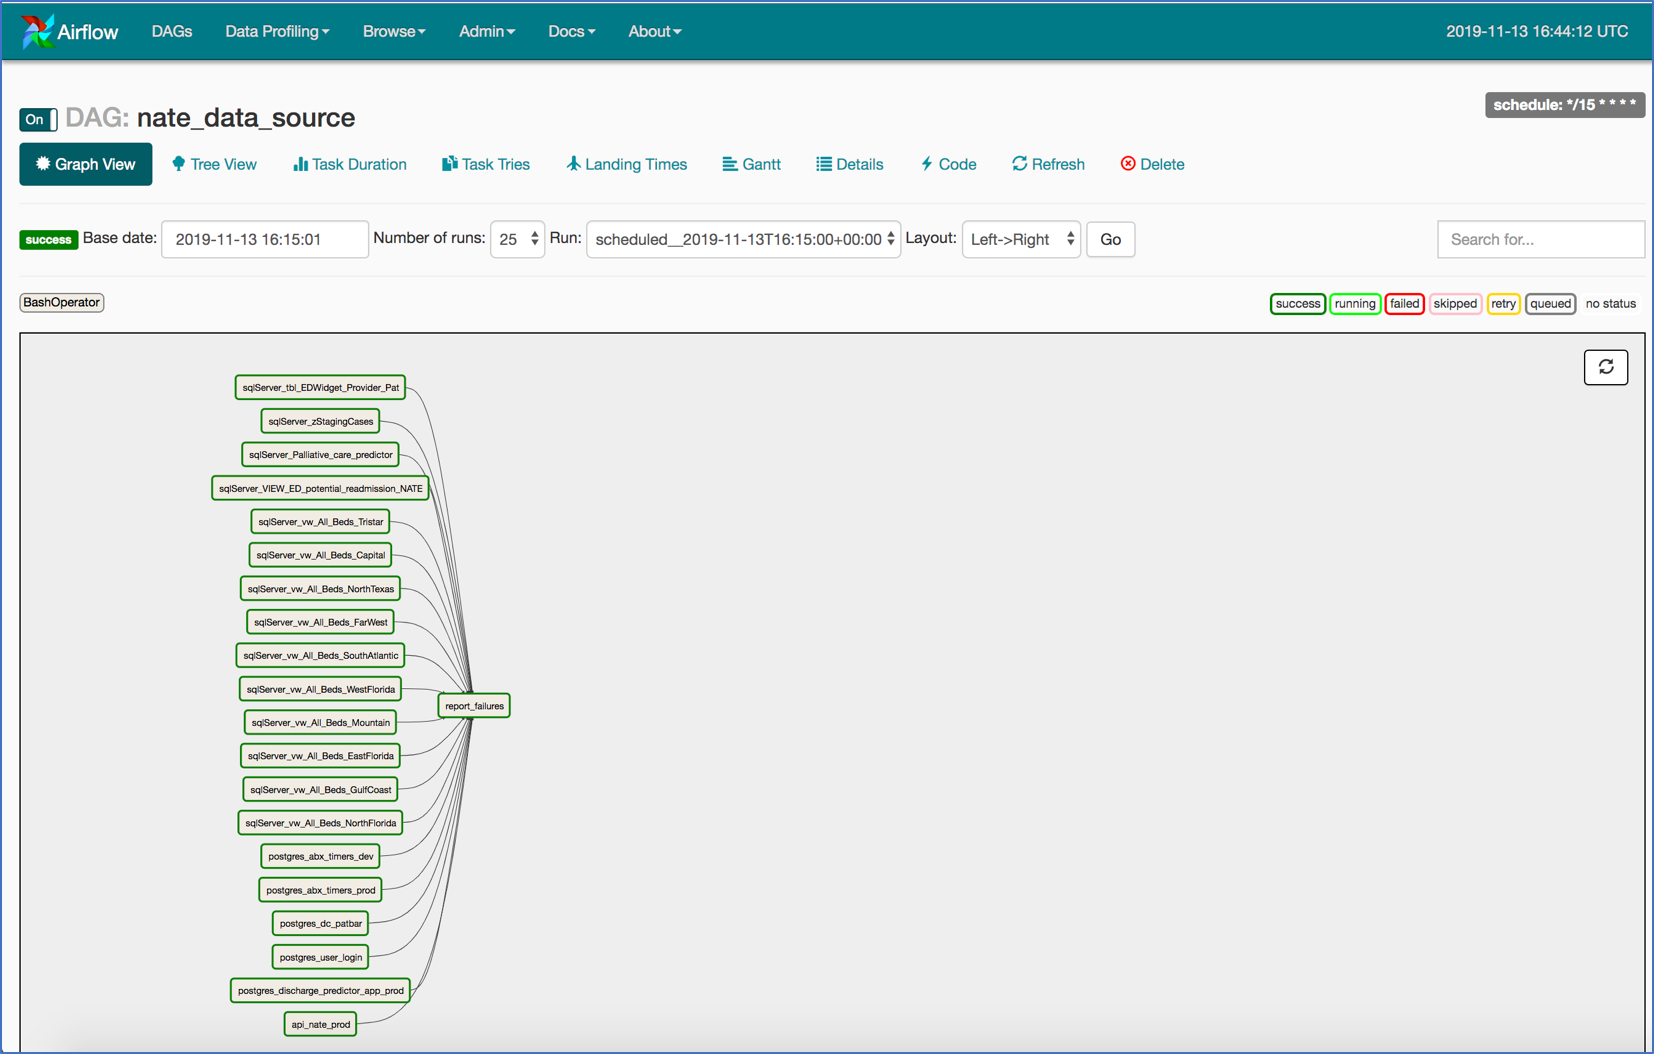 Airflow DAGs Data Profiling Browse Admin Docs About 2019-11-13 16:44:12 UTC
schedule: */15 * * * *
On DAG: nate_data_source
Graph View Tree View Task Duration Task Tries Landing Times Gantt Details Code Refresh Delete
success Base date: 2019-11-13 16:15:01 Number of runs: 25 Run: scheduled__2019-11-13T16:15:00+00:00 Layout: Left->Right Go Search for...
BashOperator success running failed skipped retry queued no status
sqlServer_tbl_EDWidget_Provider_Pat
sqlServer_zStagingCases
sqlServer_Palliative_care_predictor
sqlServer_VIEW_ED_potential_readmission_NATE
sqlServer_vw_All_Beds_Tristar
sqlServer_vw_All_Beds_Capital
sqlServer_vw_All_Beds_NorthTexas
sqlServer_vw_All_Beds_FarWest
sqlServer_vw_All_Beds_SouthAtlantic
sqlServer_vw_All_Beds_WestFlorida
report_failures
sqlServer_vw_All_Beds_Mountain
sqlServer_vw_All_Beds_EastFlorida
sqlServer_vw_All_Beds_GulfCoast
sqlServer_vw_All_Beds_NorthFlorida
postgres_abx_timers_dev
postgres_abx_timers_prod
postgres_dc_patbar
postgres_user_login
postgres_discharge_predictor_app_prod
api_nate_prod